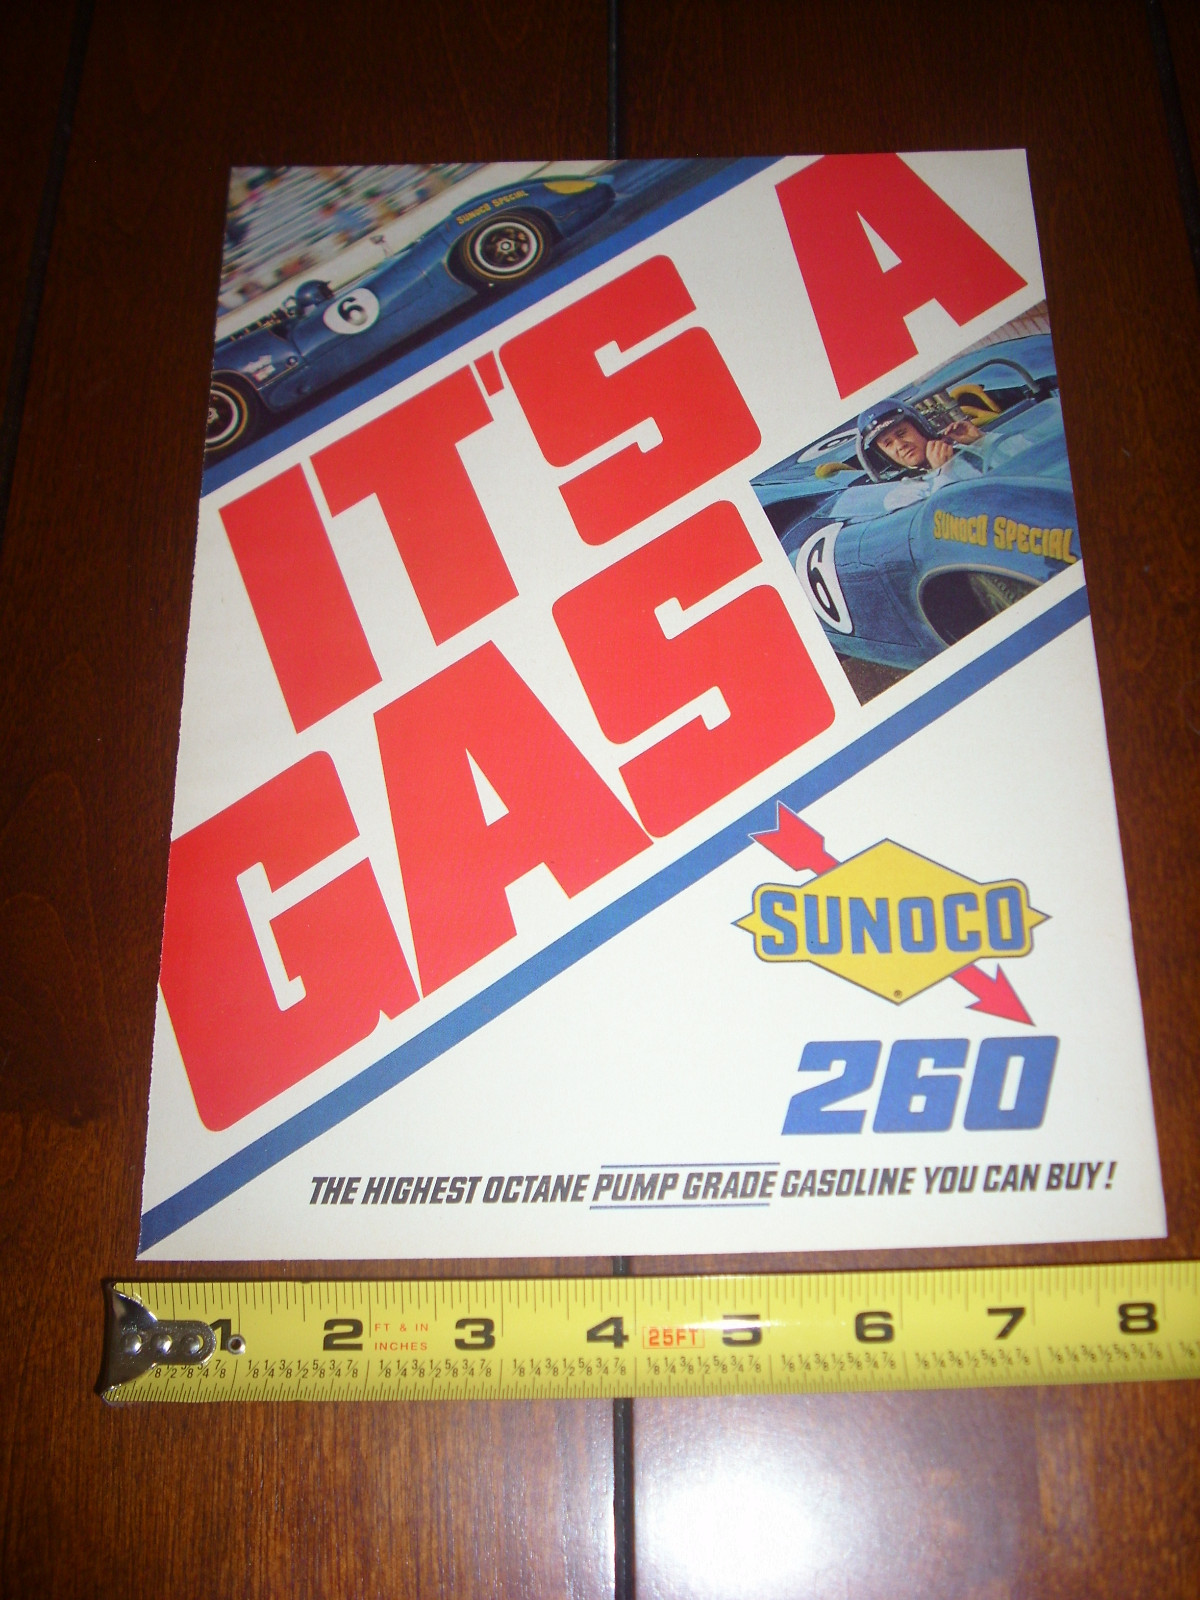 SUNOCO SPECIAL
6
IT'S A
GAS
SUNOCO SPECIAL
6
SUNOCO
®
260
THE HIGHEST OCTANE PUMP GRADE GASOLINE YOU CAN BUY!
1 2 FT & IN INCHES 3 4 25FT 5 6 7 8